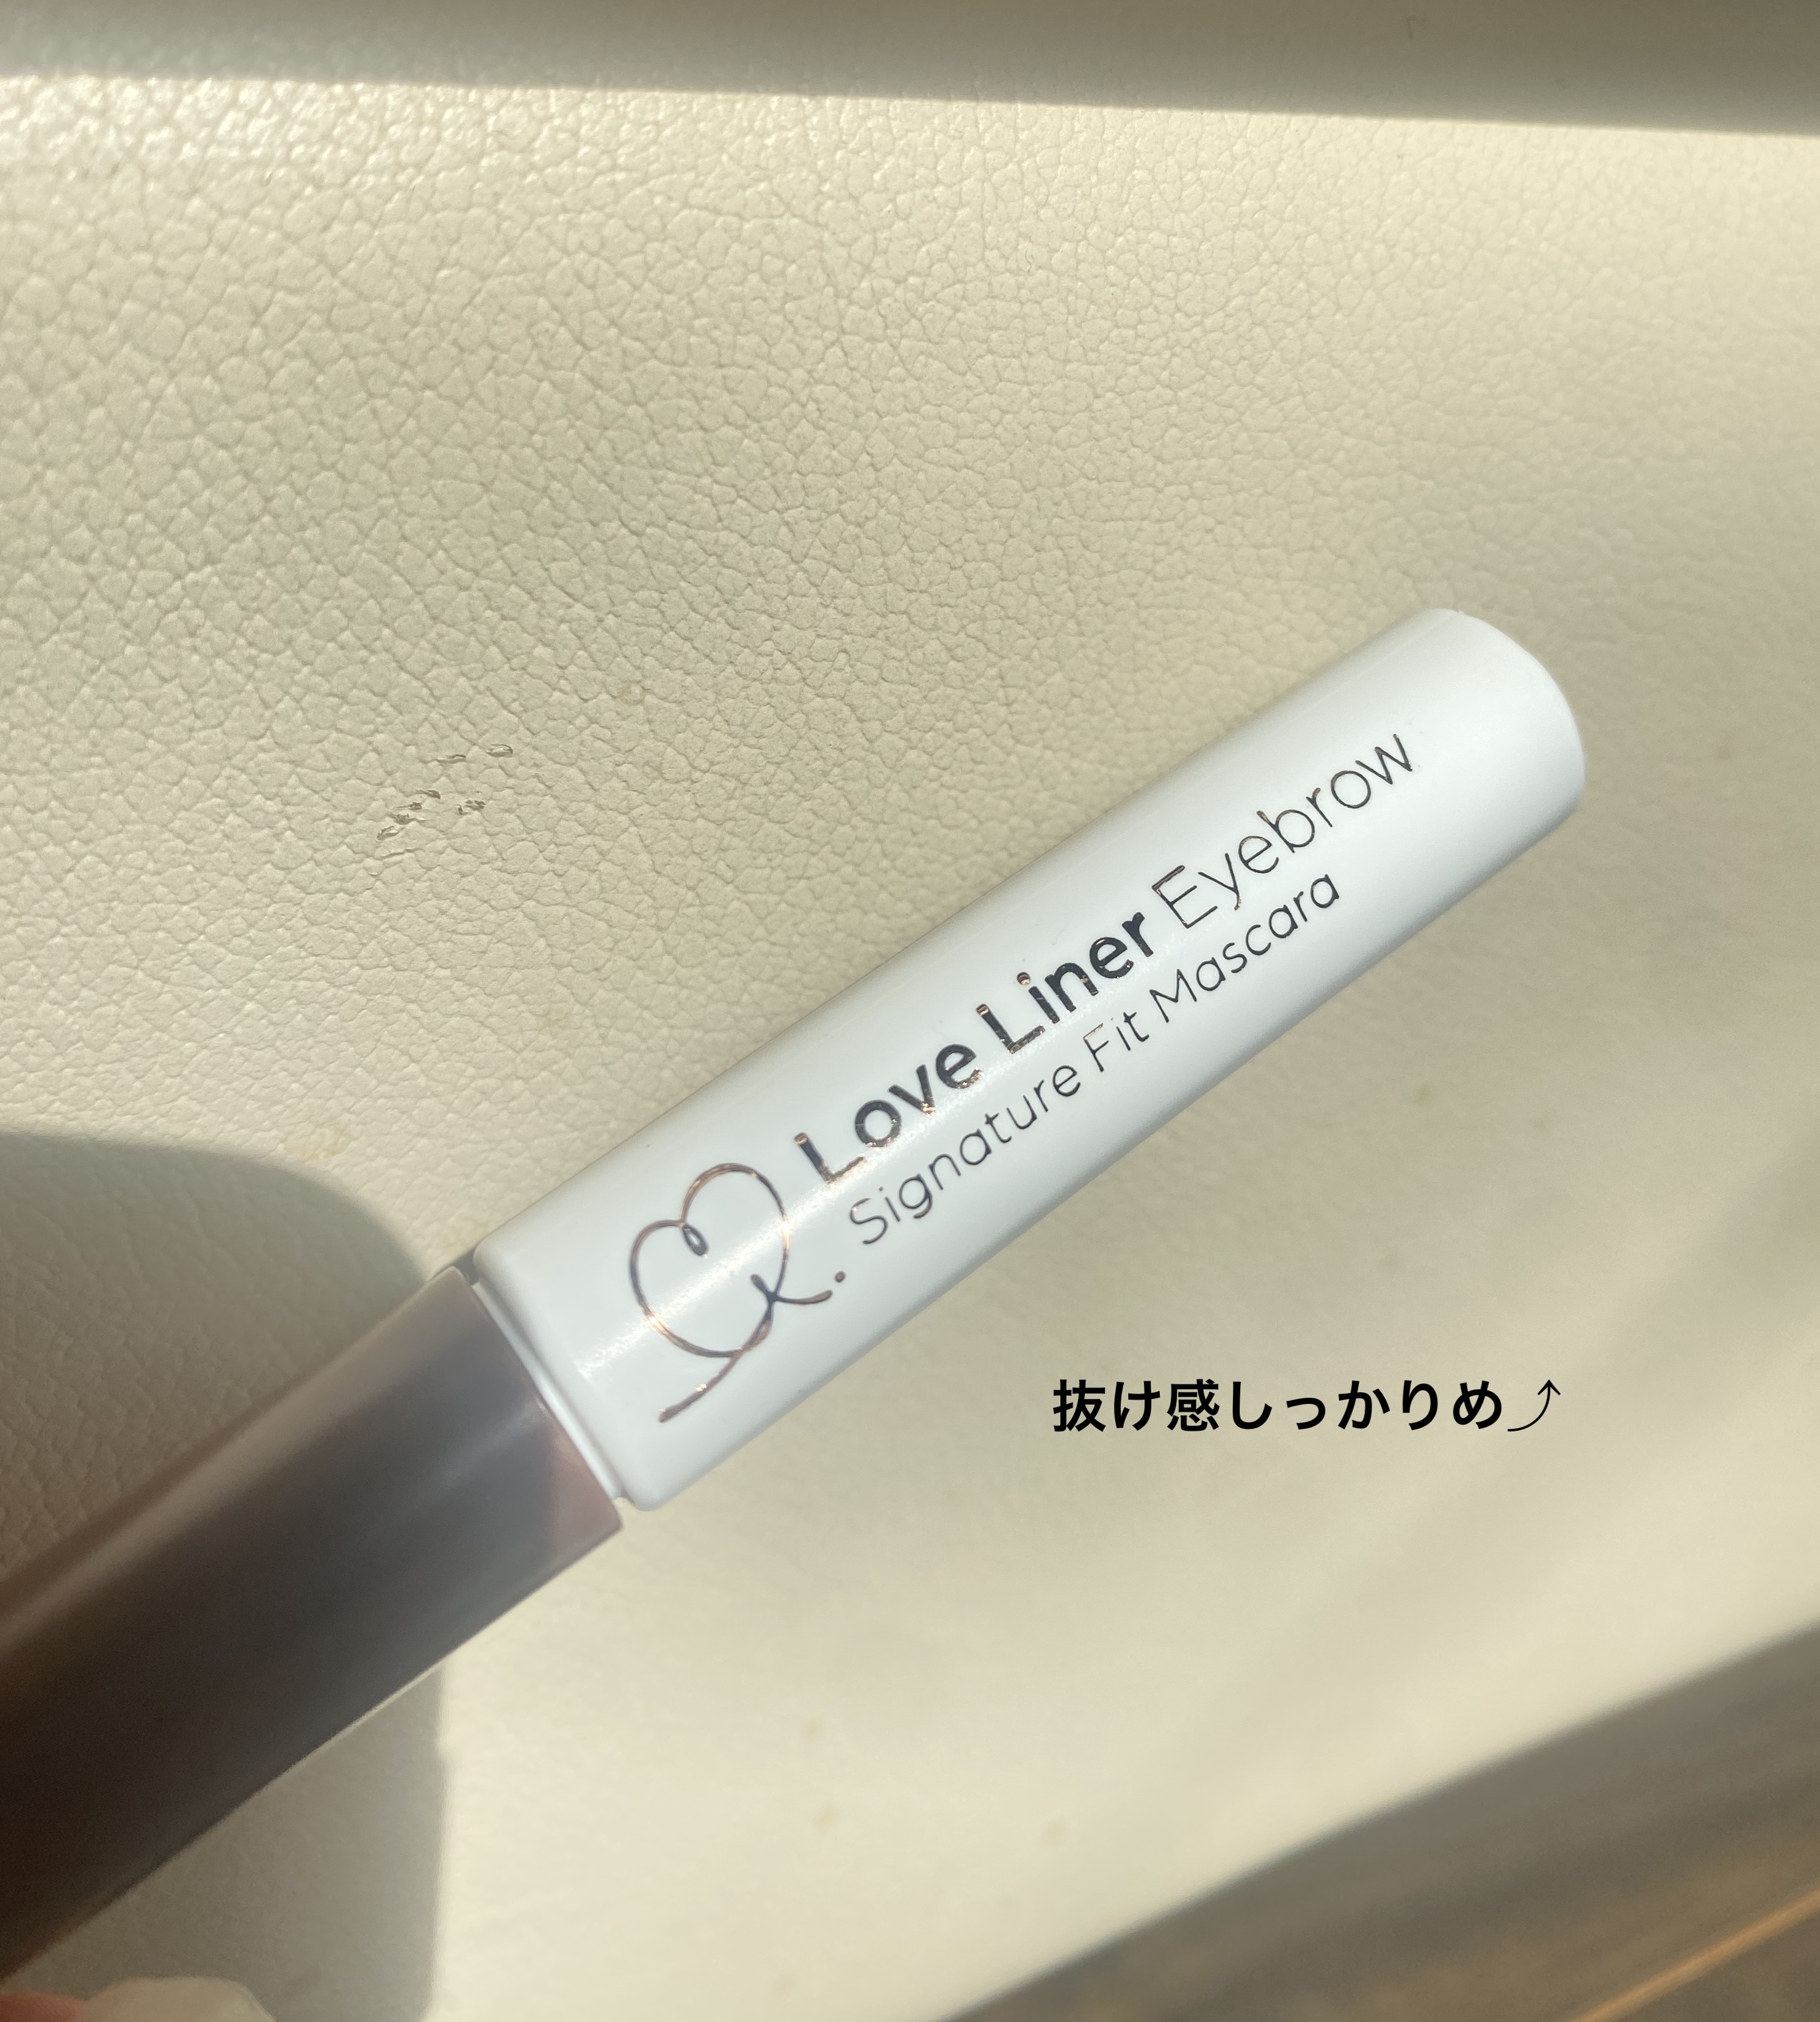 Love Liner Eyebrow
Signature Fit Mascara
抜け感しっかりめ⤴